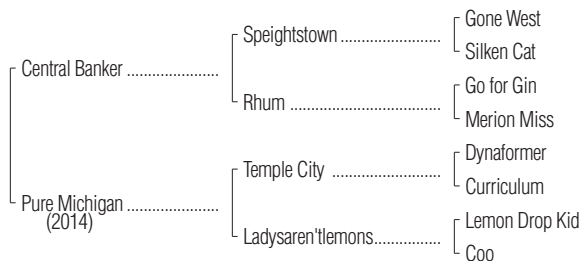 Gone West
Speightstown
Silken Cat
Central Banker
Go for Gin
Rhum
Merion Miss
Dynaformer
Temple City
Curriculum
Pure Michigan
(2014)
Lemon Drop Kid
Ladysaren'tlemons
Coo